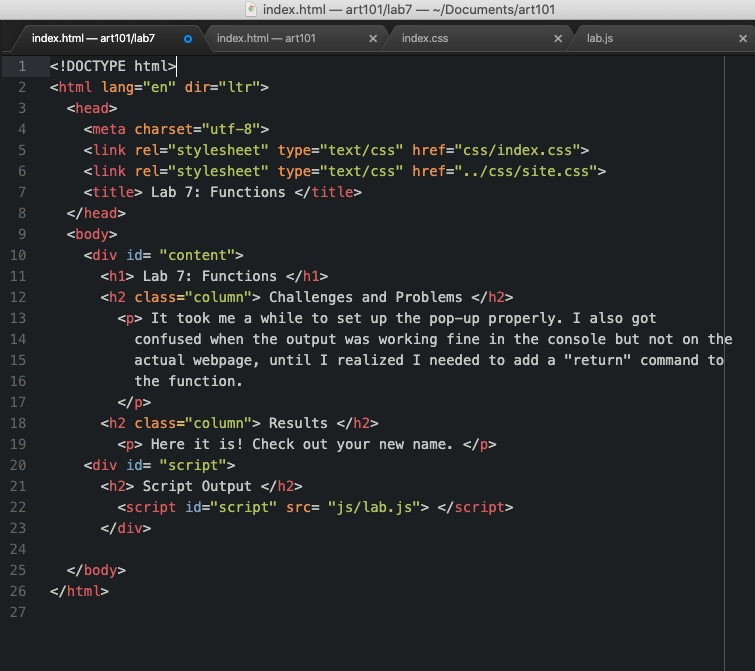 index.html — art101/lab7 — ~/Documents/art101
index.html — art101/lab7 index.html — art101 × index.css × lab.js ×
1 <!DOCTYPE html>
2 <html lang="en" dir="ltr">
3   <head>
4     <meta charset="utf-8">
5     <link rel="stylesheet" type="text/css" href="css/index.css">
6     <link rel="stylesheet" type="text/css" href="../css/site.css">
7     <title> Lab 7: Functions </title>
8   </head>
9   <body>
10     <div id= "content">
11       <h1> Lab 7: Functions </h1>
12       <h2 class="column"> Challenges and Problems </h2>
13         <p> It took me a while to set up the pop-up properly. I also got
14           confused when the output was working fine in the console but not on the
15           actual webpage, until I realized I needed to add a "return" command to
16           the function.
17         </p>
18       <h2 class="column"> Results </h2>
19         <p> Here it is! Check out your new name. </p>
20     <div id= "script">
21       <h2> Script Output </h2>
22         <script id="script" src= "js/lab.js"> </script>
23       </div>
24
25   </body>
26 </html>
27